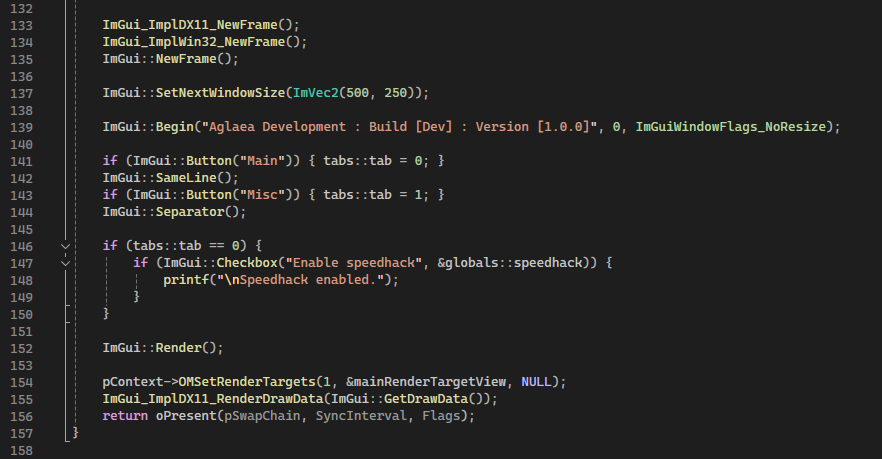 132
133 ImGui_ImplDX11_NewFrame();
134 ImGui_ImplWin32_NewFrame();
135 ImGui::NewFrame();
136
137 ImGui::SetNextWindowSize(ImVec2(500, 250));
138
139 ImGui::Begin("Aglaea Development : Build [Dev] : Version [1.0.0]", 0, ImGuiWindowFlags_NoResize);
140
141 if (ImGui::Button("Main")) { tabs::tab = 0; }
142 ImGui::SameLine();
143 if (ImGui::Button("Misc")) { tabs::tab = 1; }
144 ImGui::Separator();
145
146 if (tabs::tab == 0) {
147 if (ImGui::Checkbox("Enable speedhack", &globals::speedhack)) {
148 printf("\nSpeedhack enabled.");
149 }
150 }
151
152 ImGui::Render();
153
154 pContext->OMSetRenderTargets(1, &mainRenderTargetView, NULL);
155 ImGui_ImplDX11_RenderDrawData(ImGui::GetDrawData());
156 return oPresent(pSwapChain, SyncInterval, Flags);
157 }
158